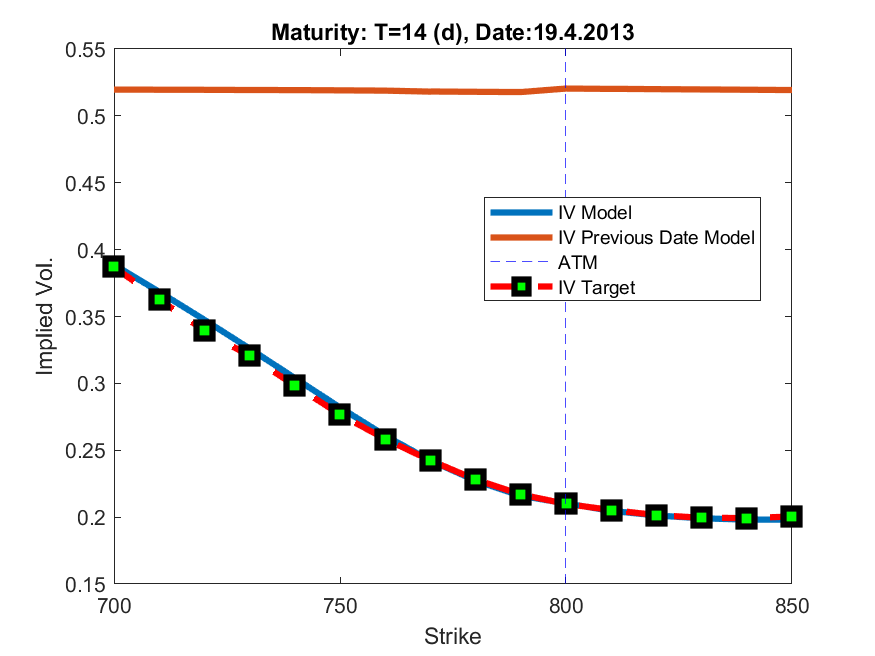 Maturity: T=14 (d), Date:19.4.2013
0.55
0.5
0.45
0.4
0.35
0.3
0.25
0.2
0.15
Implied Vol.
IV Model
IV Previous Date Model
ATM
IV Target
700
750
800
850
Strike